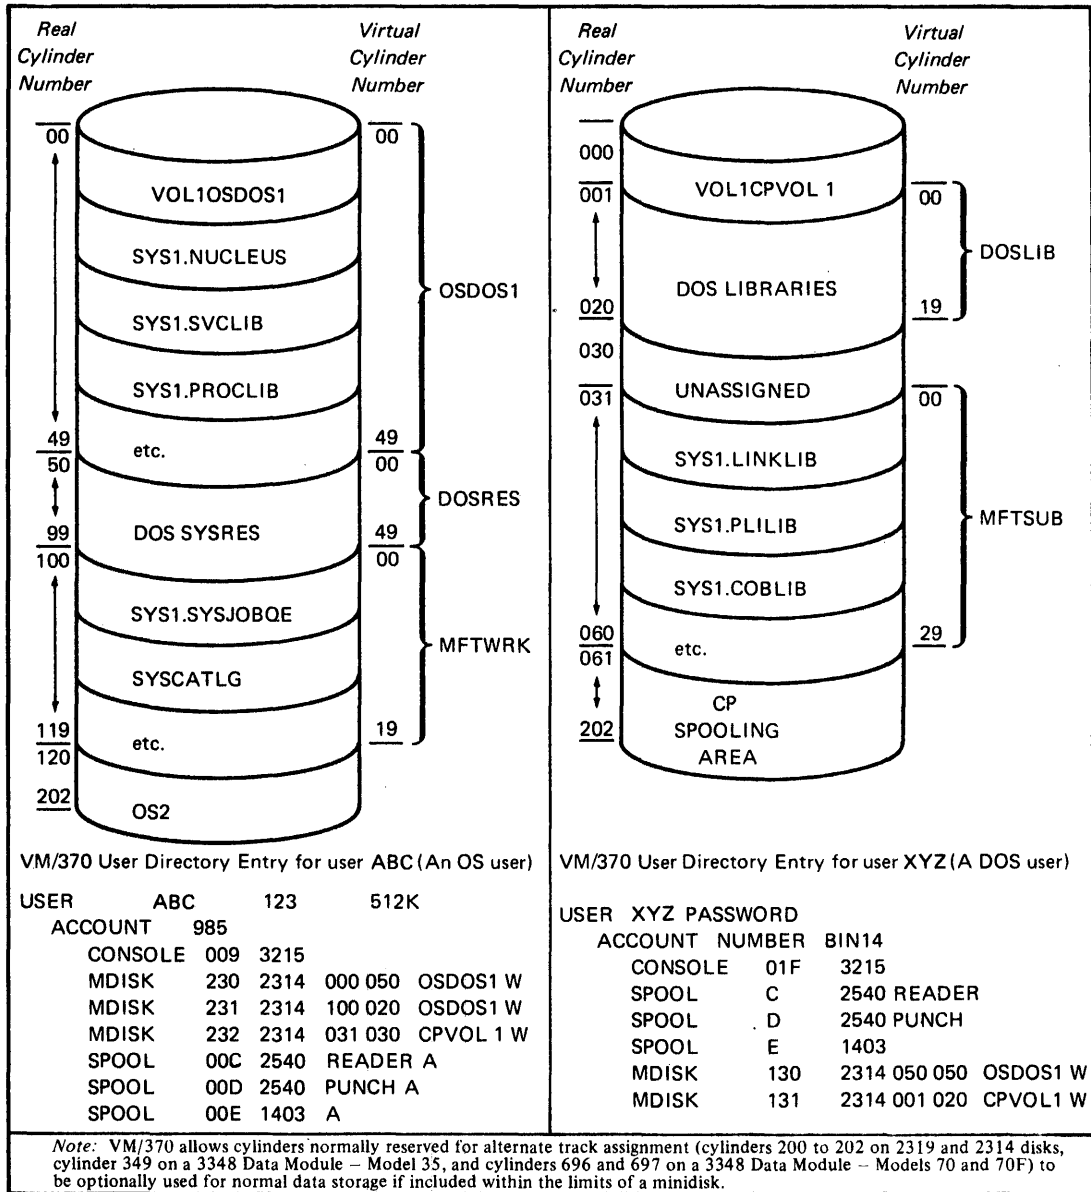 Real
Cylinder
Number
Virtual
Cylinder
Number
00
00
VOL1OSDOS1
SYS1.NUCLEUS
SYS1.SVCLIB
SYS1.PROCLIB
etc.
OSDOS1
49
50
49
00
DOS SYSRES
DOSRES
99
100
49
00
SYS1.SYSJOBQE
SYSCATLG
MFTWRK
119
120
etc.
19
202
OS2
VM/370 User Directory Entry for user ABC (An OS user)
USER ABC 123 512K
ACCOUNT 985
CONSOLE 009 3215
MDISK 230 2314 000 050 OSDOS1 W
MDISK 231 2314 100 020 OSDOS1 W
MDISK 232 2314 031 030 CPVOL 1 W
SPOOL 00C 2540 READER A
SPOOL 00D 2540 PUNCH A
SPOOL 00E 1403 A
Real
Cylinder
Number
Virtual
Cylinder
Number
000
001
VOL1CPVOL 1
00
DOSLIB
DOS LIBRARIES
020
19
030
031
UNASSIGNED
00
SYS1.LINKLIB
SYS1.PLILIB
MFTSUB
SYS1.COBLIB
060
061
etc.
29
CP
SPOOLING
AREA
202
VM/370 User Directory Entry for user XYZ (A DOS user)
USER XYZ PASSWORD
ACCOUNT NUMBER BIN14
CONSOLE 01F 3215
SPOOL C 2540 READER
SPOOL D 2540 PUNCH
SPOOL E 1403
MDISK 130 2314 050 050 OSDOS1 W
MDISK 131 2314 001 020 CPVOL1 W
Note: VM/370 allows cylinders normally reserved for alternate track assignment (cylinders 200 to 202 on 2319 and 2314 disks,
cylinder 349 on a 3348 Data Module – Model 35, and cylinders 696 and 697 on a 3348 Data Module – Models 70 and 70F) to
be optionally used for normal data storage if included within the limits of a minidisk.